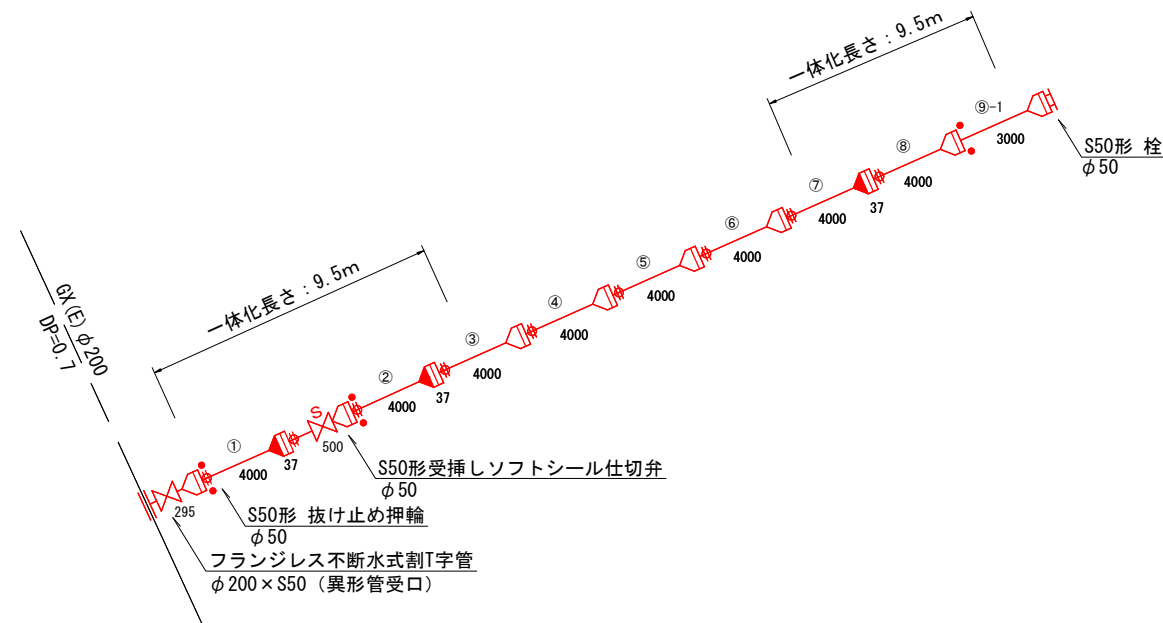 一体化長さ：9.5m
⑨-1
3000
S50形 栓
φ50
⑧
4000
⑦
4000
37
⑥
4000
⑤
4000
④
4000
一体化長さ：9.5m
③
4000
②
4000
37
GX(E)φ200
DP=0.7
S
500
①
4000
37
295
S50形受挿しソフトシール仕切弁
φ50
S50形 抜け止め押輪
φ50
フランジレス不断水式割T字管
φ200×S50（異形管受口）